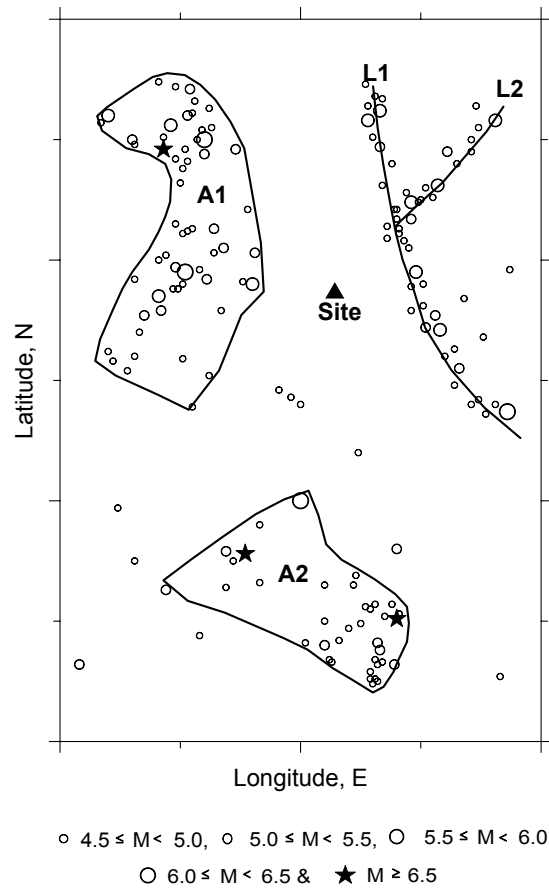 L1
L2
A1
Site
Latitude, N
A2
Longitude, E
4.5 ≤ M < 5.0, 5.0 ≤ M < 5.5, 5.5 ≤ M < 6.0
6.0 ≤ M < 6.5 & M ≥ 6.5